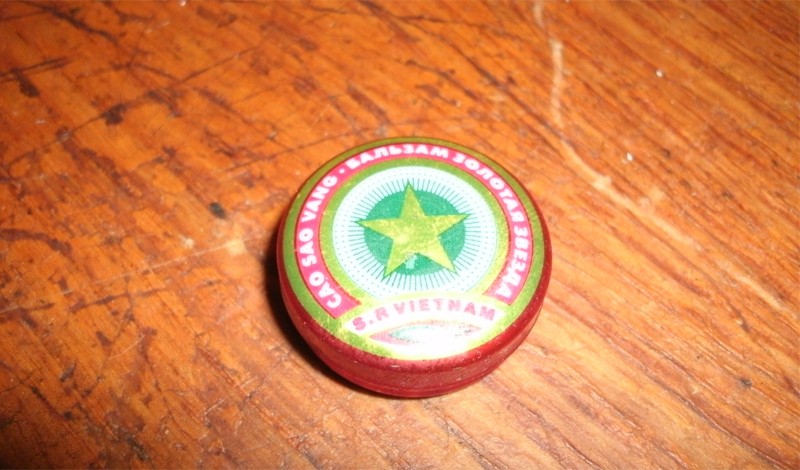 CAO SAO VANG · БАЛЬЗАМ ЗОЛОТАЯ ЗВЕЗДА
S.R VIETNAM